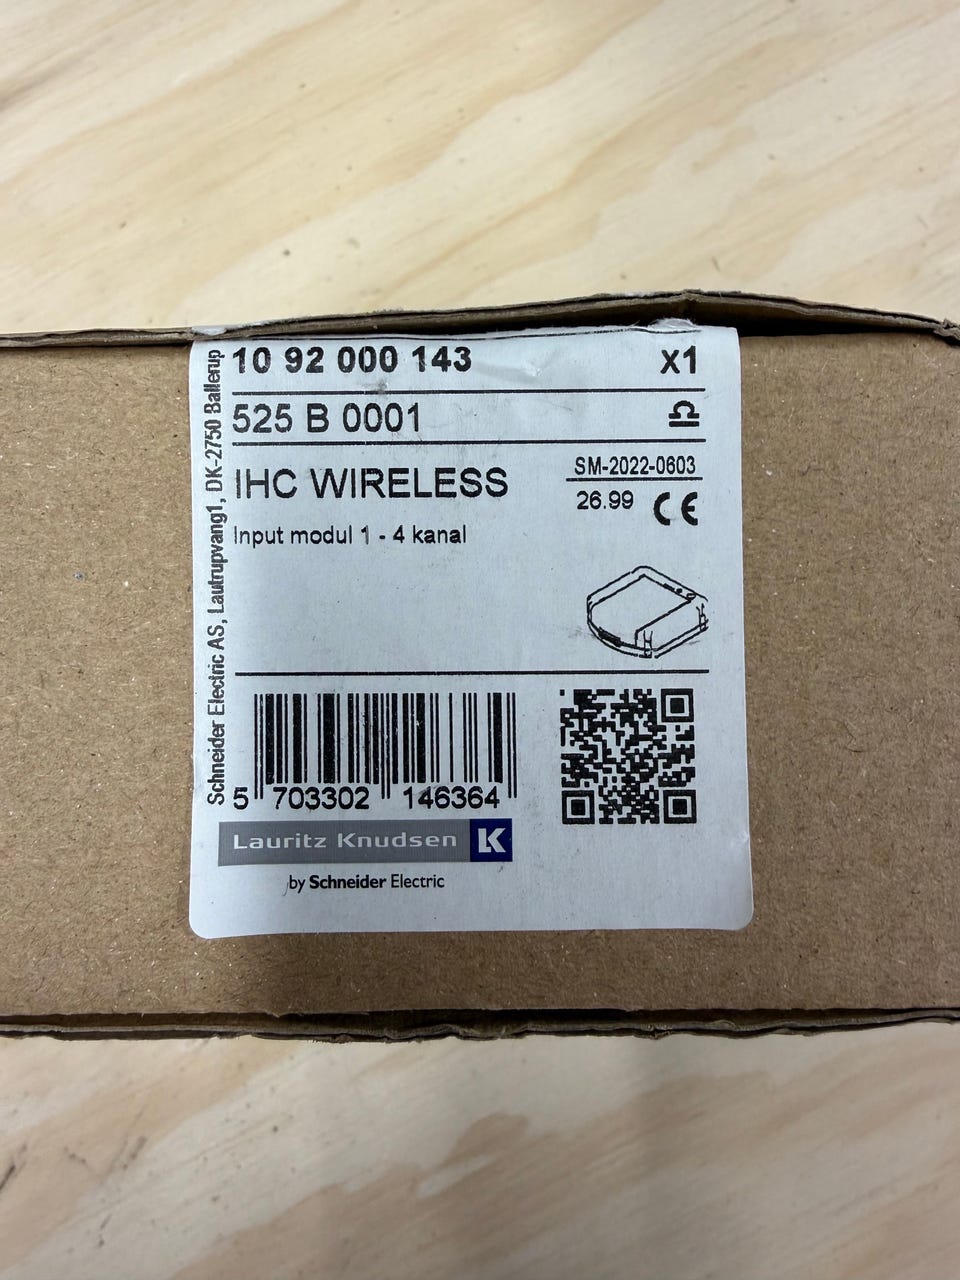 Schneider Electric AS, Lautrupvang1, DK-2750 Ballerup
10 92 000 143 x1
525 B 0001
IHC WIRELESS
SM-2022-0603
26.99 CE
Input modul 1 - 4 kanal
5 703302 146364
Lauritz Knudsen LK
by Schneider Electric